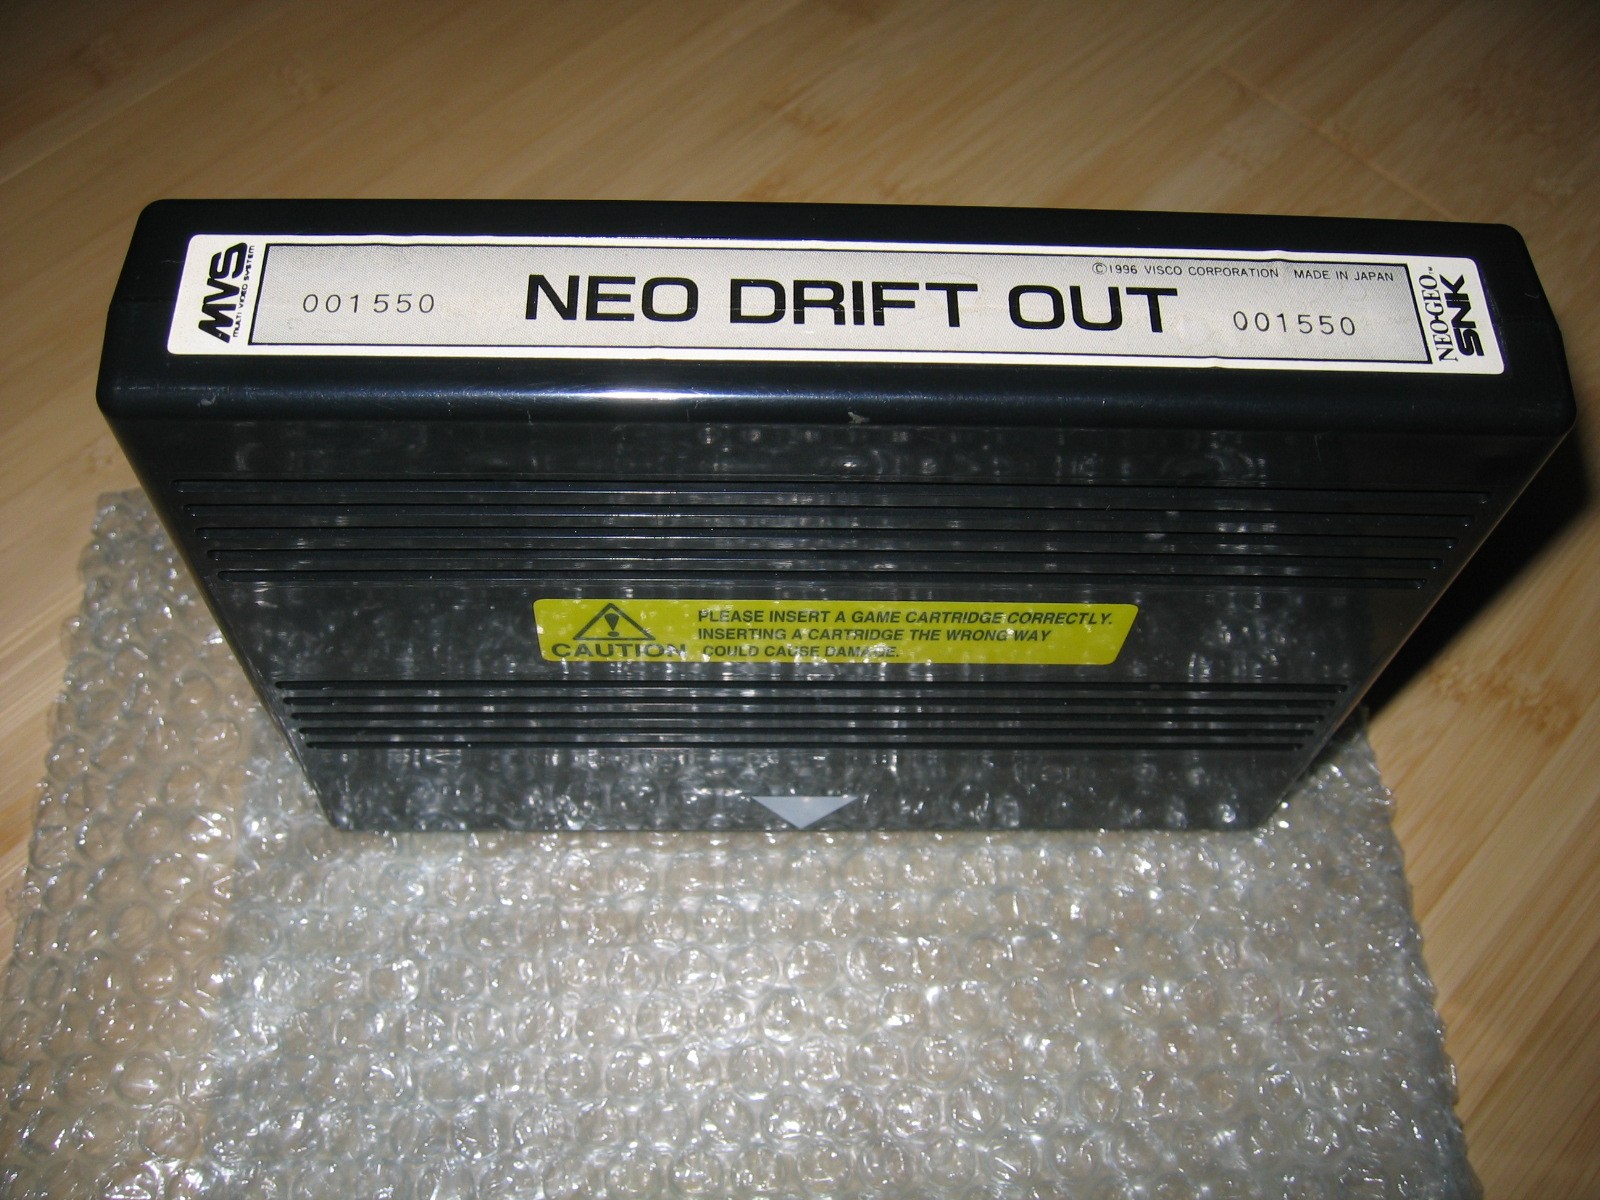 MVS
MULTI VIDEO SYSTEM
001550
NEO DRIFT OUT
©1996 VISCO CORPORATION MADE IN JAPAN
001550
NEO·GEO™
SNK
CAUTION
PLEASE INSERT A GAME CARTRIDGE CORRECTLY.
INSERTING A CARTRIDGE THE WRONG WAY
COULD CAUSE DAMAGE.